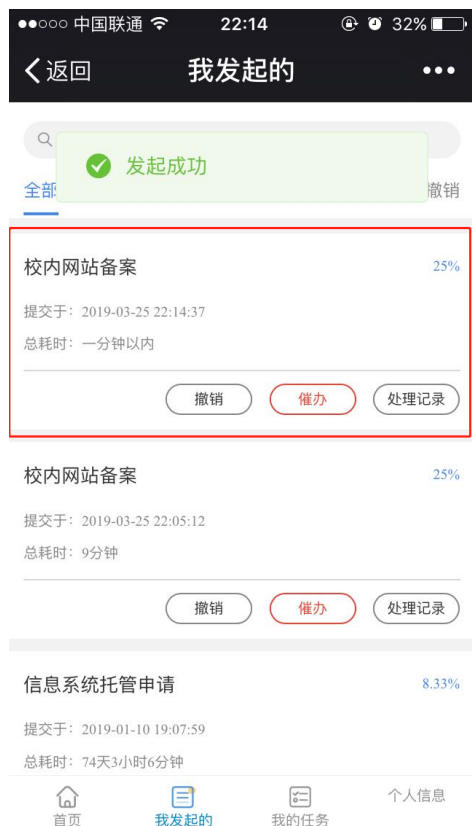 中国联通 22:14 32%
返回 我发起的
发起成功
全部 撤销
校内网站备案 25%
提交于：2019-03-25 22:14:37
总耗时：一分钟以内
撤销 催办 处理记录
校内网站备案 25%
提交于：2019-03-25 22:05:12
总耗时：9分钟
撤销 催办 处理记录
信息系统托管申请 8.33%
提交于：2019-01-10 19:07:59
总耗时：74天3小时6分钟
首页 我发起的 我的任务 个人信息